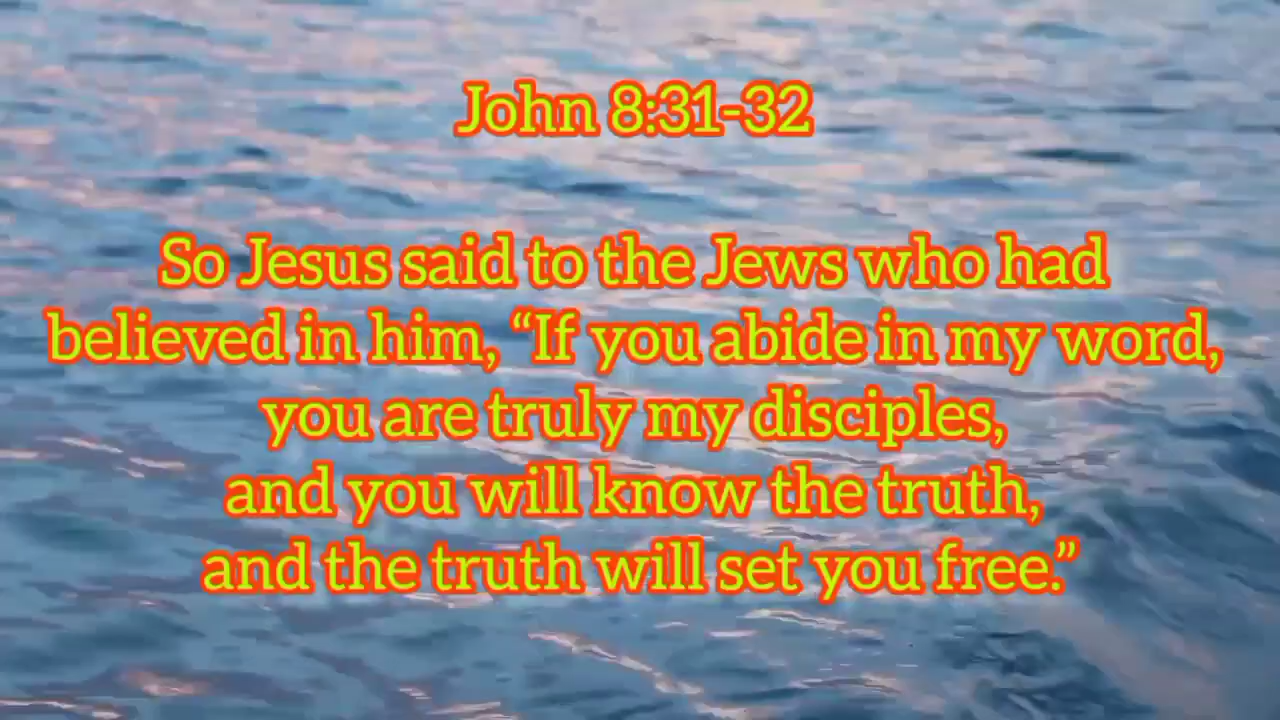 John 8:31-32
So Jesus said to the Jews who had
believed in him, “If you abide in my word,
you are truly my disciples,
and you will know the truth,
and the truth will set you free.”